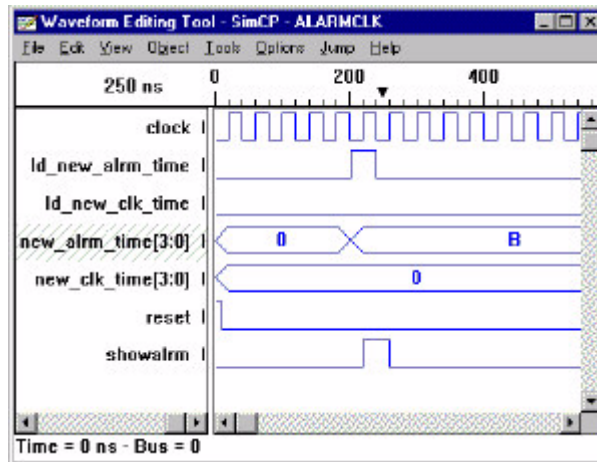 Waveform Editing Tool - SimCP - ALARMCLK
File Edit View Object Tools Options Jump Help
250 ns 0 200 400
clock I
ld_new_alrm_time I
ld_new_clk_time I
new_alrm_time[3:0] I 0 B
new_clk_time[3:0] I 0
reset I
showalrm I
Time = 0 ns - Bus = 0